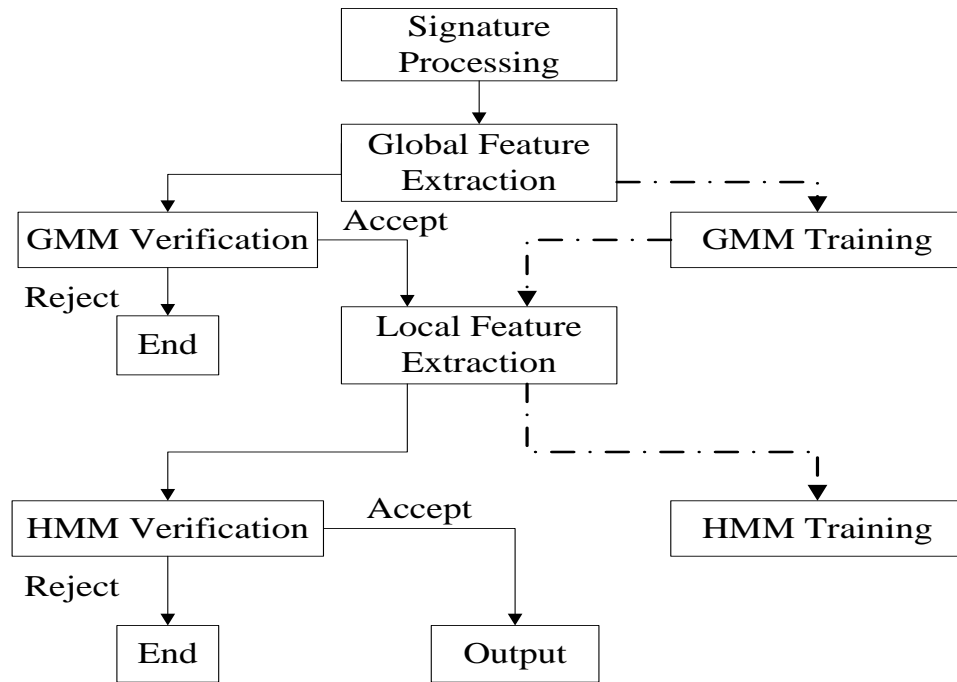 Signature
Processing
Global Feature
Extraction
Accept
GMM Verification
GMM Training
Reject
Local Feature
Extraction
End
Accept
HMM Verification
HMM Training
Reject
End
Output